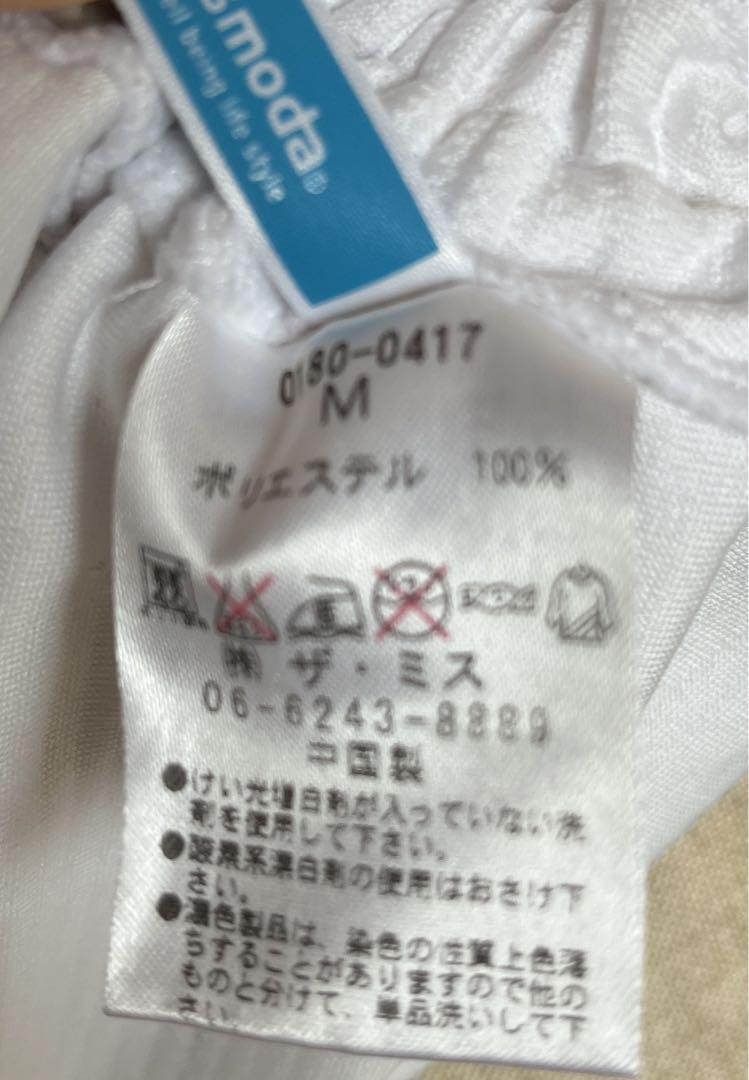 smoda®
being life style
0180-0417
M
ポリエステル 100%
㈱ ザ・ミス
06-6243-8889
中国製
●けい光増白剤が入っていない洗
剤を使用して下さい。
●酸素系漂白剤の使用はおさけ下
さい。
●濃色製品は、染色の性質上色落
ちすることがありますので他の
ものと分けて、単品洗いして下
さい。